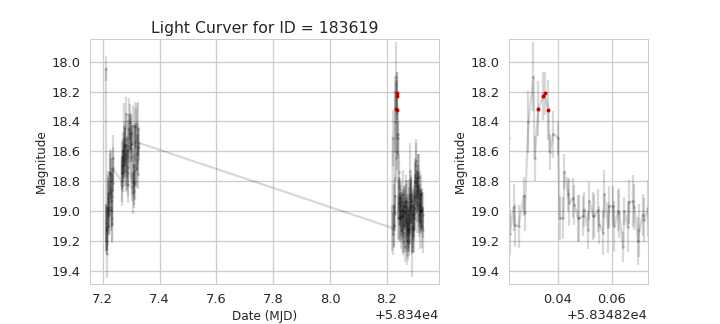 Light Curver for ID = 183619
Magnitude
18.0
18.2
18.4
18.6
18.8
19.0
19.2
19.4
7.2 7.4 7.6 7.8 8.0 8.2
Date (MJD)
+5.834e4
Magnitude
18.0
18.2
18.4
18.6
18.8
19.0
19.2
19.4
0.04 0.06
+5.83482e4